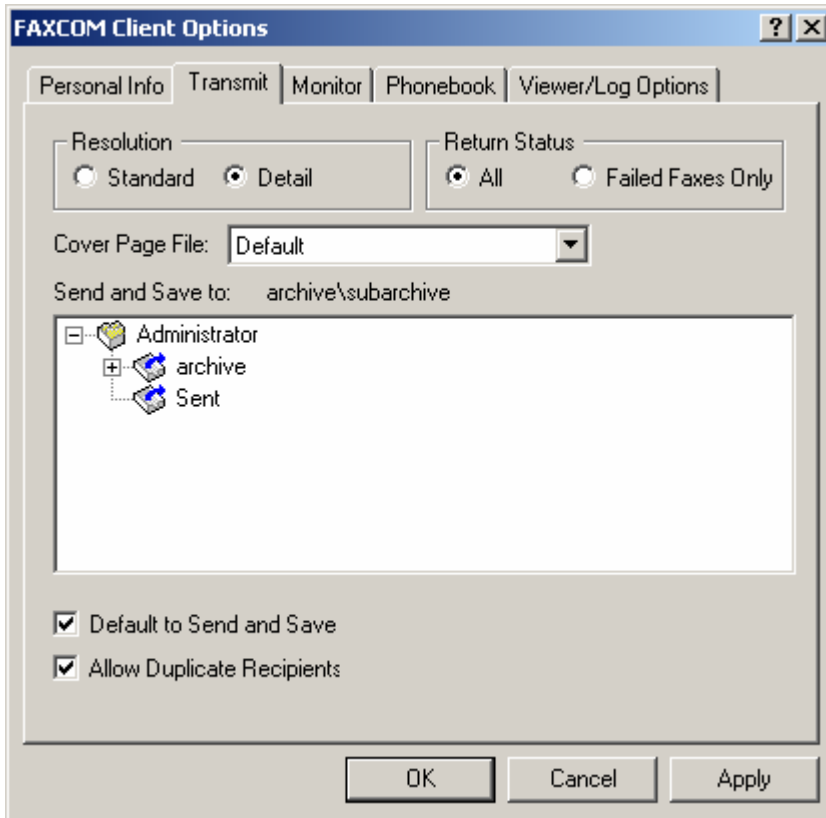 FAXCOM Client Options
Personal Info Transmit Monitor Phonebook Viewer/Log Options
Resolution Return Status
Standard Detail All Failed Faxes Only
Cover Page File: Default
Send and Save to: archive\subarchive
Administrator
archive
Sent
Default to Send and Save
Allow Duplicate Recipients
OK Cancel Apply